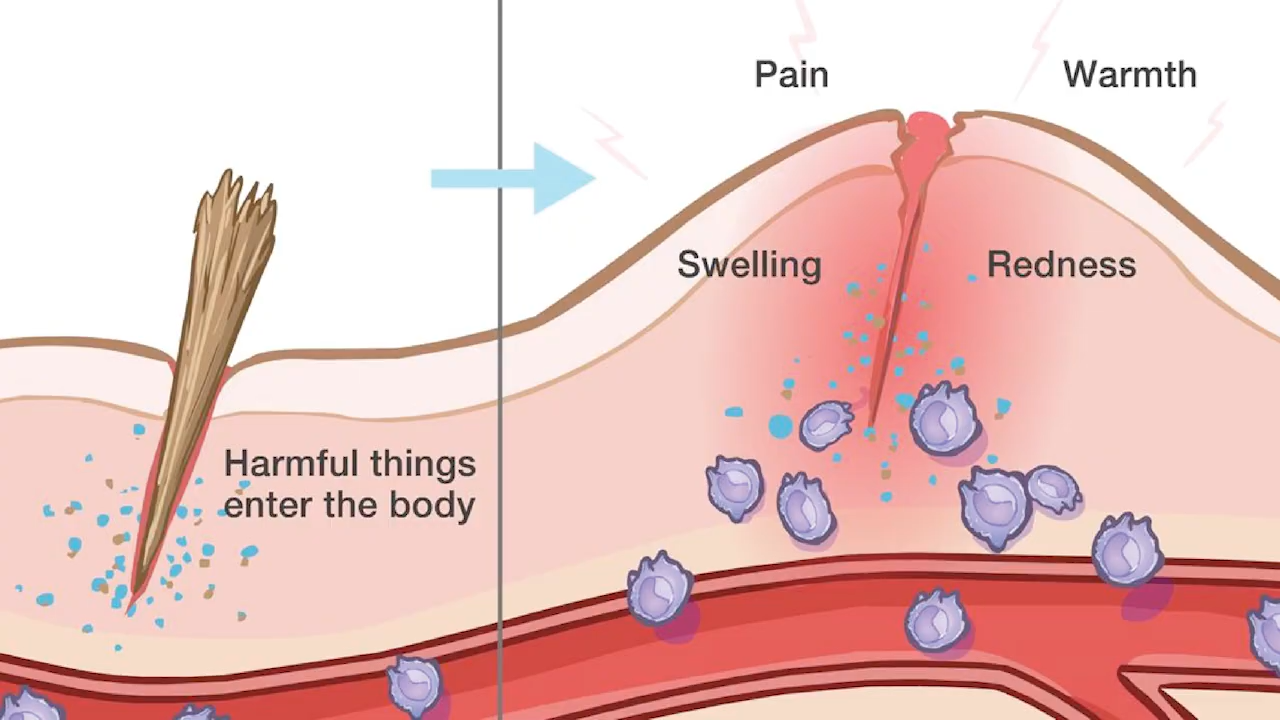 Pain
Warmth
Swelling
Redness
Harmful things
enter the body